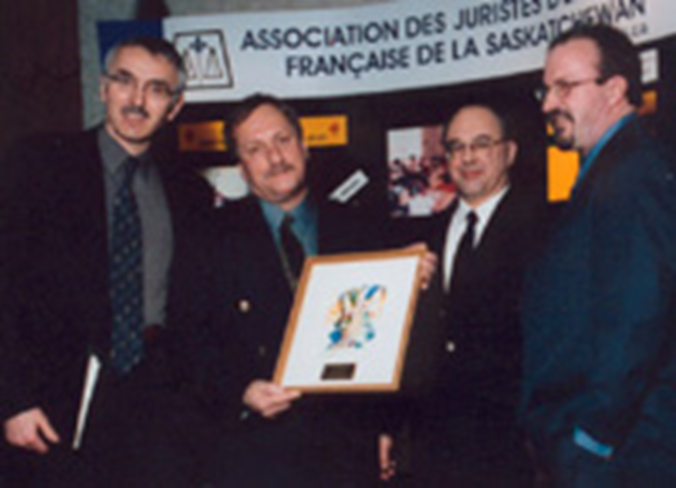 ASSOCIATION DES JURISTES D
FRANÇAISE DE LA SASKATCHEWAN